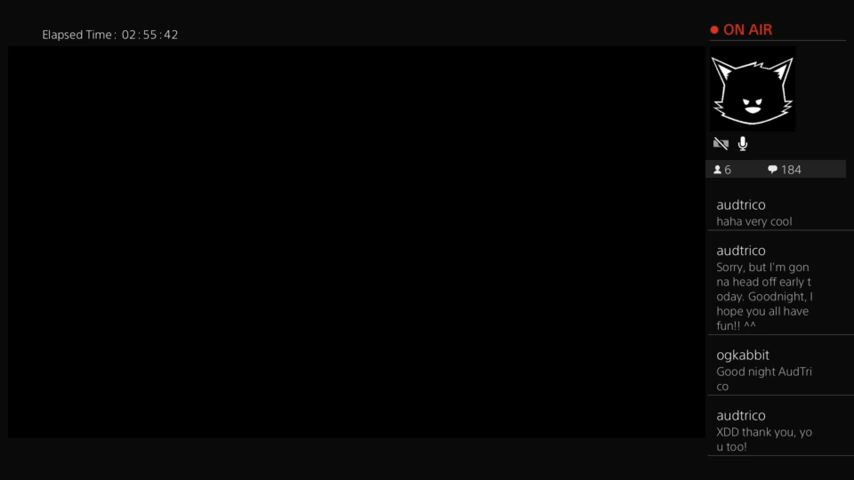 Elapsed Time: 02:55:42
ON AIR
6
184
audtrico
haha very cool
audtrico
Sorry, but I'm gon
na head off early t
oday. Goodnight, I
hope you all have
fun!! ^^
ogkabbit
Good night AudTri
co
audtrico
XDD thank you, yo
u too!